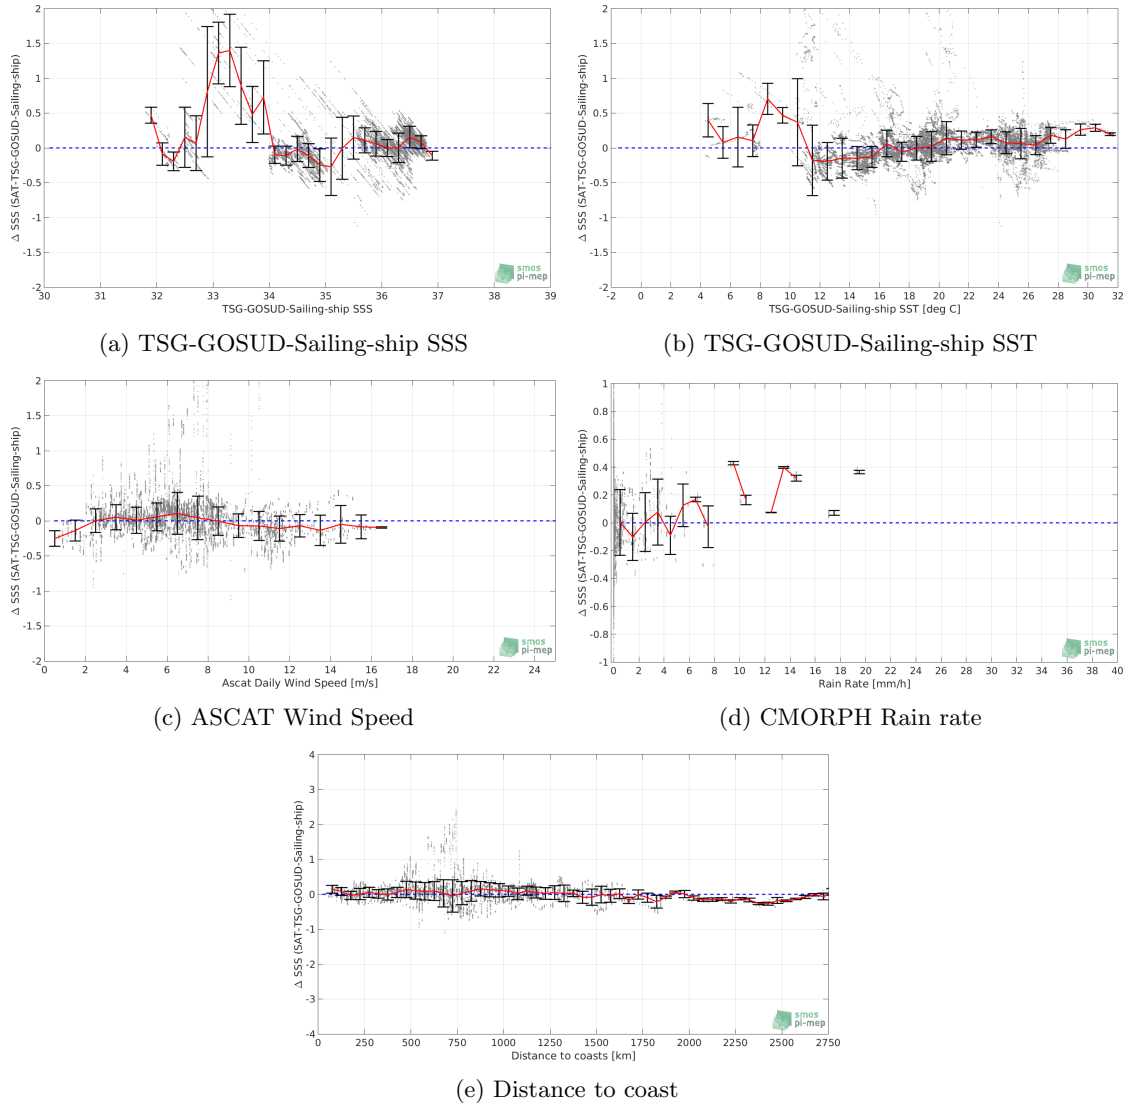 2
1.5
1
0.5
0
-0.5
-1
-1.5
-2
Δ SSS (SAT-TSG-GOSUD-Sailing-ship)
30 31 32 33 34 35 36 37 38 39
TSG-GOSUD-Sailing-ship SSS
smos
pi-mep
(a) TSG-GOSUD-Sailing-ship SSS
2
1.5
1
0.5
0
-0.5
-1
-1.5
-2
Δ SSS (SAT-TSG-GOSUD-Sailing-ship)
-2 0 2 4 6 8 10 12 14 16 18 20 22 24 26 28 30 32
TSG-GOSUD-Sailing-ship SST [deg C]
smos
pi-mep
(b) TSG-GOSUD-Sailing-ship SST
2
1.5
1
0.5
0
-0.5
-1
-1.5
-2
Δ SSS (SAT-TSG-GOSUD-Sailing-ship)
0 2 4 6 8 10 12 14 16 18 20 22 24
Ascat Daily Wind Speed [m/s]
smos
pi-mep
(c) ASCAT Wind Speed
1
0.8
0.6
0.4
0.2
0
-0.2
-0.4
-0.6
-0.8
-1
Δ SSS (SAT-TSG-GOSUD-Sailing-ship)
0 2 4 6 8 10 12 14 16 18 20 22 24 26 28 30 32 34 36 38 40
Rain Rate [mm/h]
smos
pi-mep
(d) CMORPH Rain rate
4
3
2
1
0
-1
-2
-3
-4
Δ SSS (SAT-TSG-GOSUD-Sailing-ship)
0 250 500 750 1000 1250 1500 1750 2000 2250 2500 2750
Distance to coasts [km]
smos
pi-mep
(e) Distance to coast